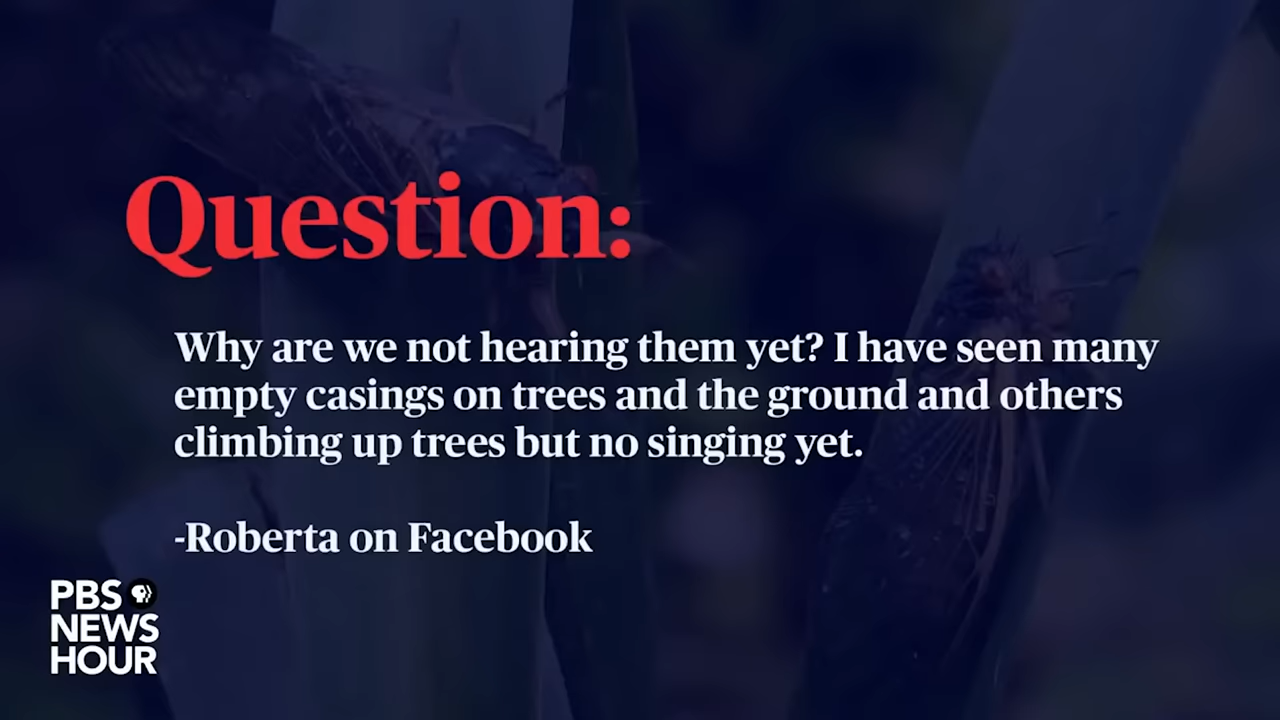 Question:
Why are we not hearing them yet? I have seen many
empty casings on trees and the ground and others
climbing up trees but no singing yet.
-Roberta on Facebook
PBS
NEWS
HOUR